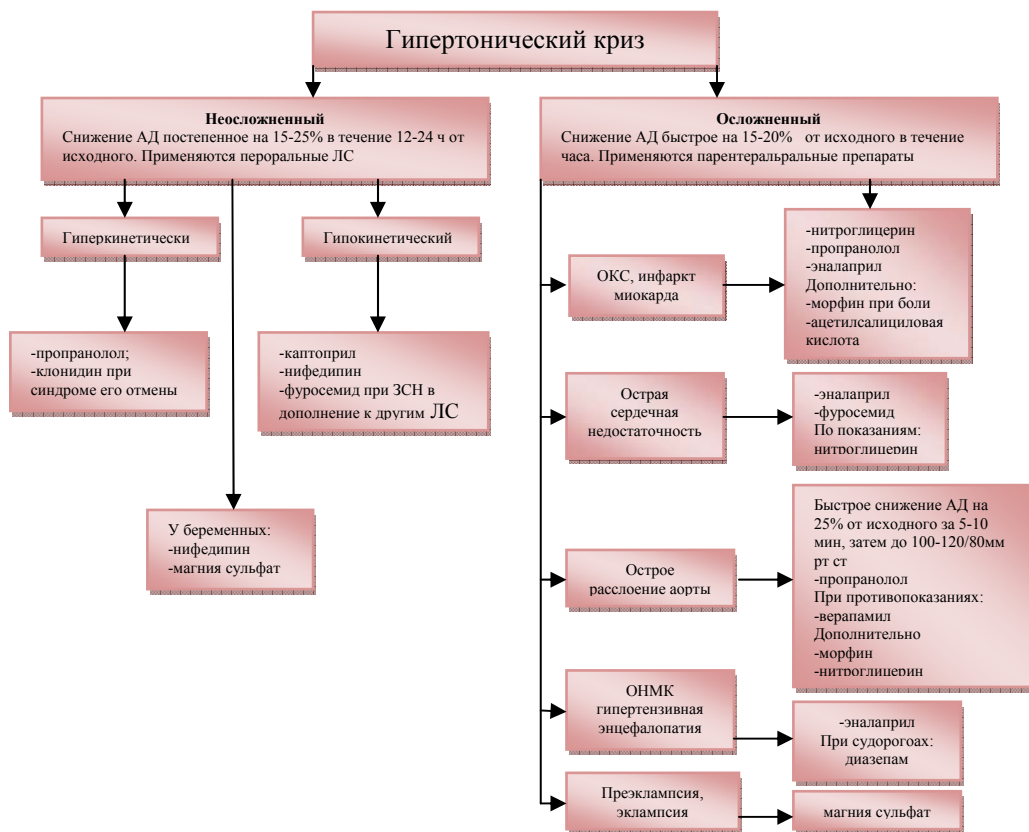 Гипертонический криз
Неосложненный
Снижение АД постепенное на 15-25% в течение 12-24 ч от
исходного. Применяются пероральные ЛС
Осложненный
Снижение АД быстрое на 15-20% от исходного в течение
часа. Применяются парентеральральные препараты
Гиперкинетически
Гипокинетический
-пропранолол;
-клонидин при
синдроме его отмены
-каптоприл
-нифедипин
-фуросемид при ЗСН в
дополнение к другим ЛС
У беременных:
-нифедипин
-магния сульфат
ОКС, инфаркт
миокарда
-нитроглицерин
-пропранолол
-эналаприл
Дополнительно:
-морфин при боли
-ацетилсалициловая
кислота
Острая
сердечная
недостаточность
-эналаприл
-фуросемид
По показаниям:
нитроглицерин
Острое
расслоение аорты
Быстрое снижение АД на
25% от исходного за 5-10
мин, затем до 100-120/80мм
рт ст
-пропранолол
При противопоказаниях:
-верапамил
Дополнительно
-морфин
-нитроглицерин
ОНМК
гипертензивная
энцефалопатия
-эналаприл
При судорогоах:
диазепам
Преэклампсия,
эклампсия
магния сульфат